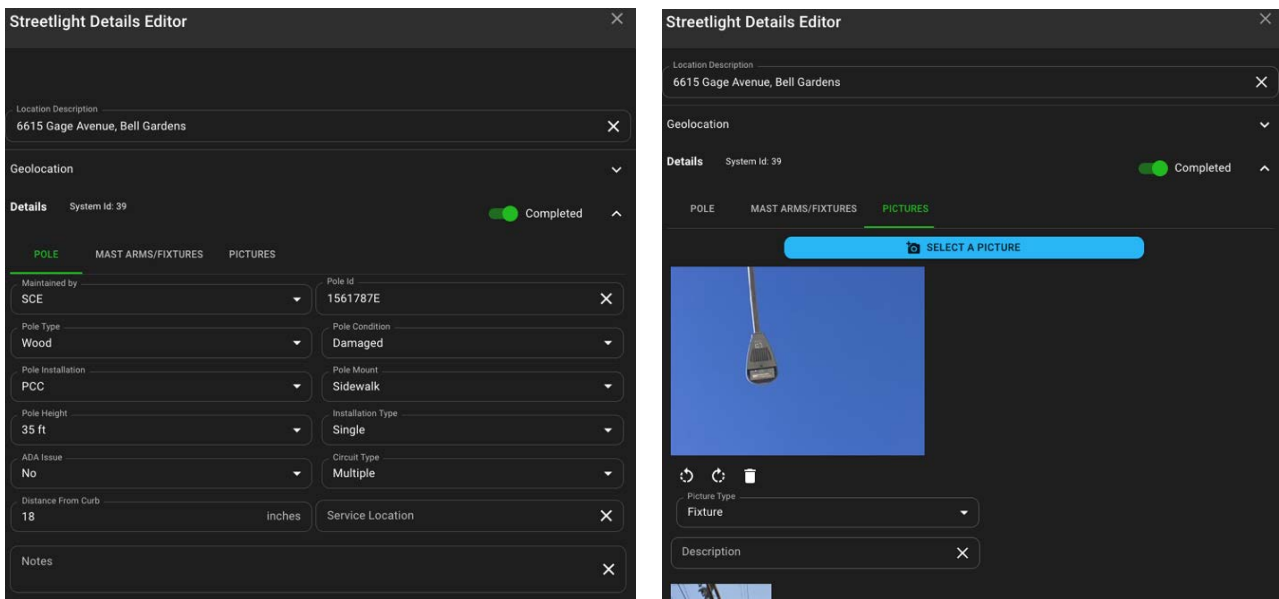 Streetlight Details Editor
Location Description
6615 Gage Avenue, Bell Gardens
Geolocation
Details System Id: 39 Completed
POLE MAST ARMS/FIXTURES PICTURES
Maintained by Pole Id
SCE 1561787E
Pole Type Pole Condition
Wood Damaged
Pole Installation Pole Mount
PCC Sidewalk
Pole Height Installation Type
35 ft Single
ADA Issue Circuit Type
No Multiple
Distance From Curb
18 inches Service Location
Notes
Streetlight Details Editor
Location Description
6615 Gage Avenue, Bell Gardens
Geolocation
Details System Id: 39 Completed
POLE MAST ARMS/FIXTURES PICTURES
SELECT A PICTURE
Picture Type
Fixture
Description